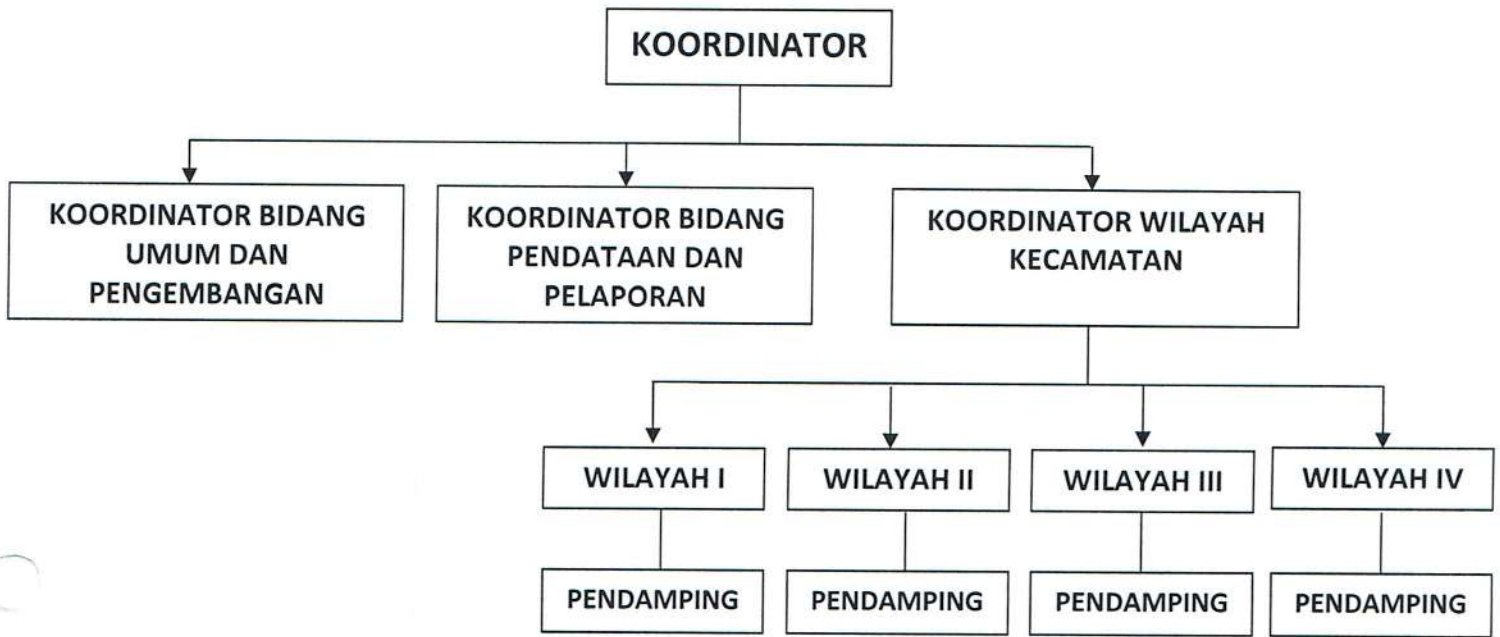 KOORDINATOR
KOORDINATOR BIDANG
UMUM DAN
PENGEMBANGAN
KOORDINATOR BIDANG
PENDATAAN DAN
PELAPORAN
KOORDINATOR WILAYAH
KECAMATAN
WILAYAH I
WILAYAH II
WILAYAH III
WILAYAH IV
PENDAMPING
PENDAMPING
PENDAMPING
PENDAMPING